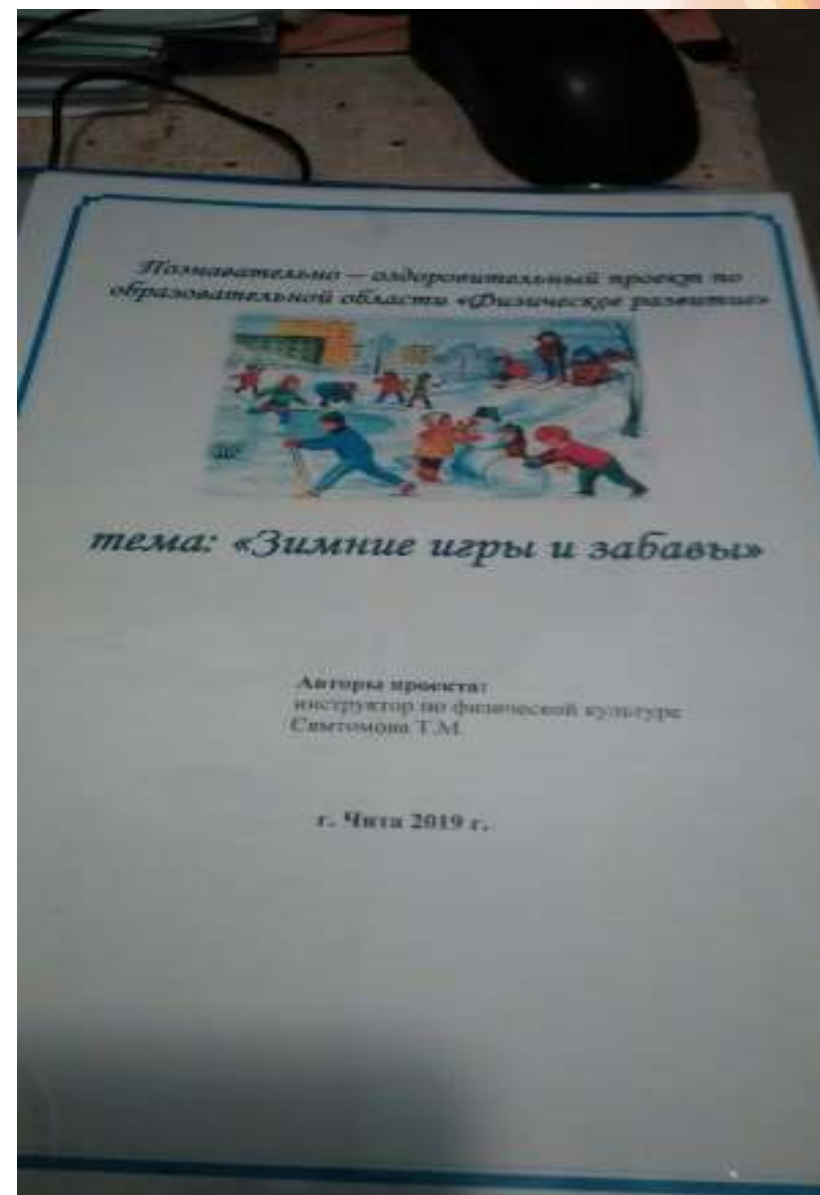 Познавательно – оздоровительный проект по
образовательной области «Физическое развитие»
тема: «Зимние игры и забавы»
Авторы проекта:
инструктор по физической культуре
Т.М.
г. Чита 2019 г.